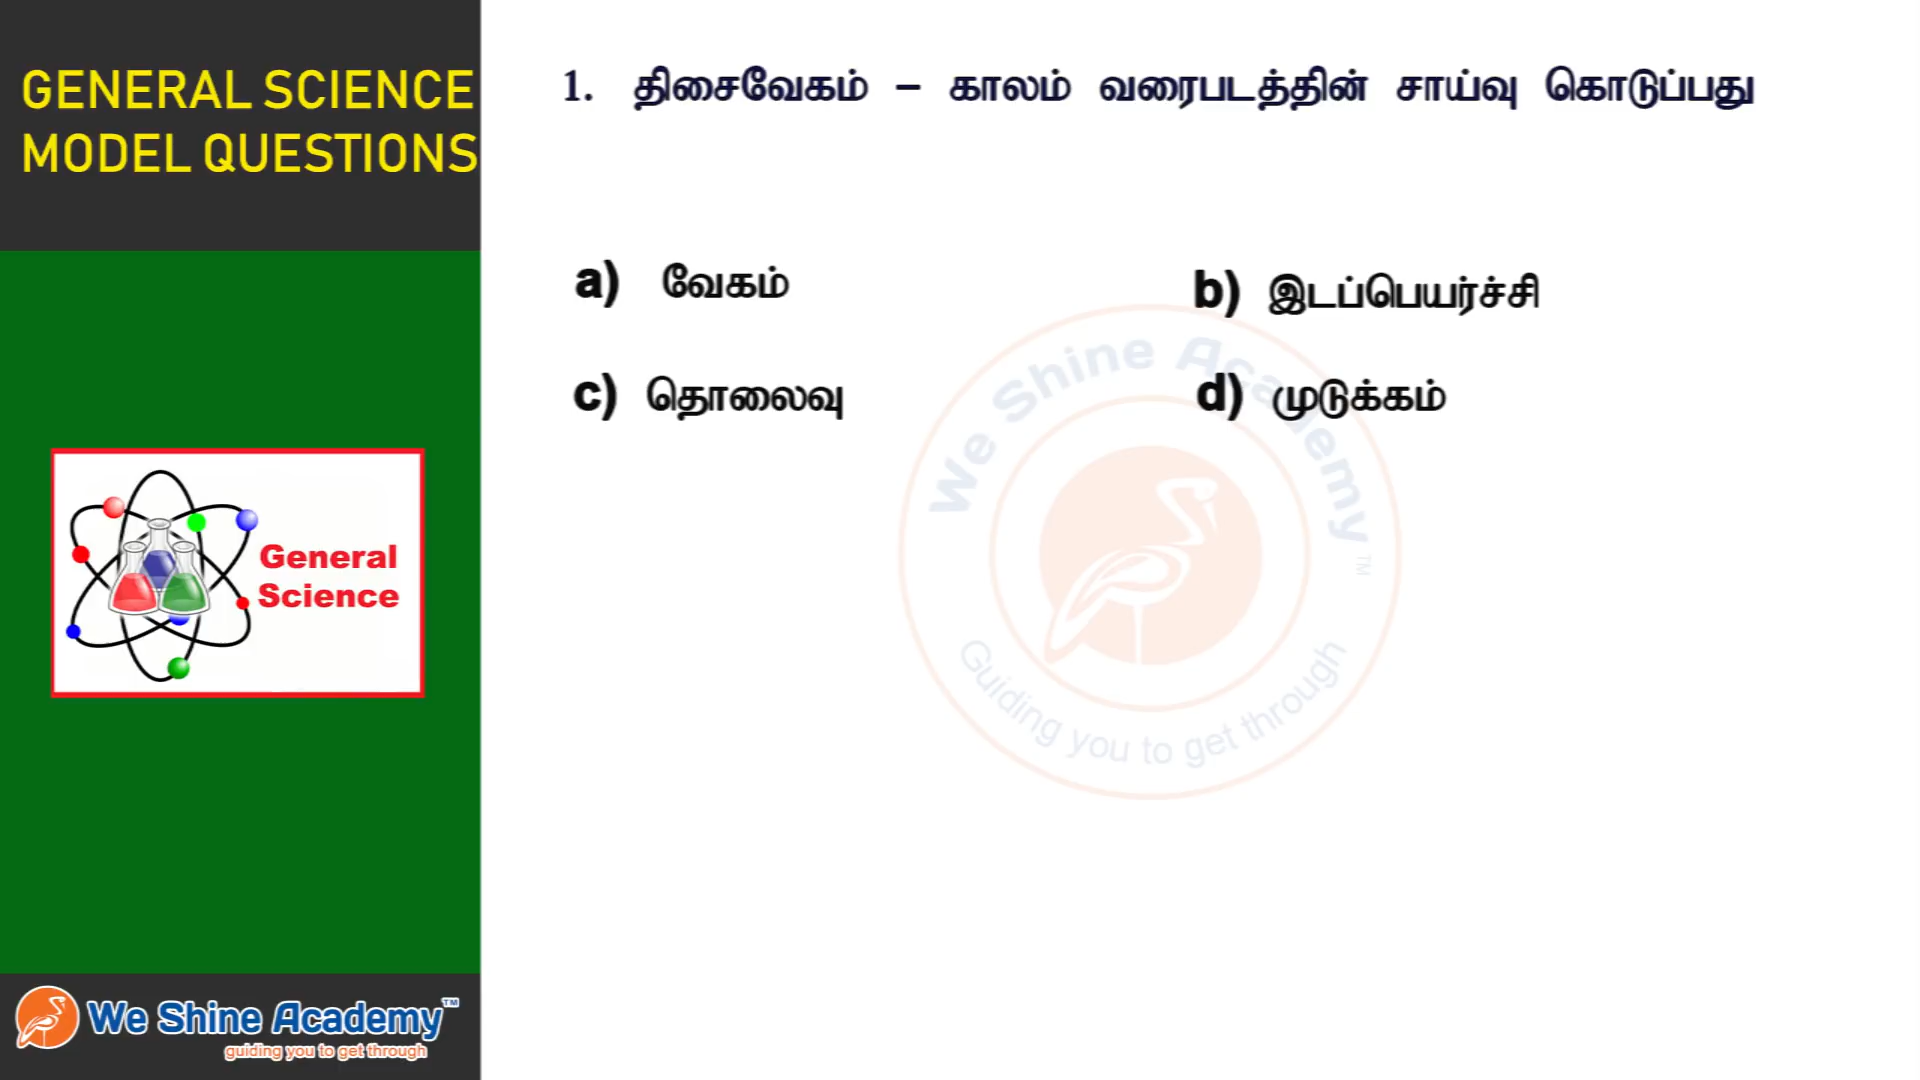 GENERAL SCIENCE
MODEL QUESTIONS
1. திசைவேகம் – காலம் வரைபடத்தின் சாய்வு கொடுப்பது
a) வேகம்
b) இடப்பெயர்ச்சி
c) தொலைவு
d) முடுக்கம்
We Shine Academy™
Guiding you to get through
General
Science
We Shine Academy™
guiding you to get through